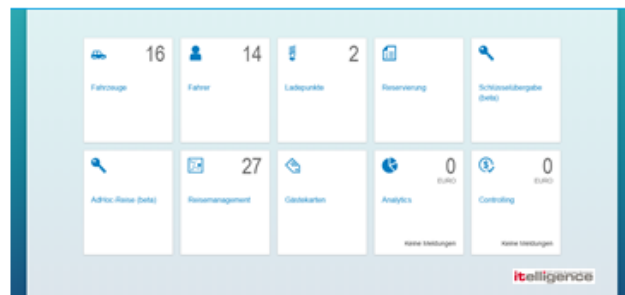 16
Fahrzeuge
14
Fahrer
2
Ladepunkte
Reservierung
Schlüsselübergabe
(beta)
AdHoc-Reise (beta)
27
Reisemanagement
Gästekarten
0
EURO
Analytics
Keine Meldungen
0
EURO
Controlling
Keine Meldungen
itelligence